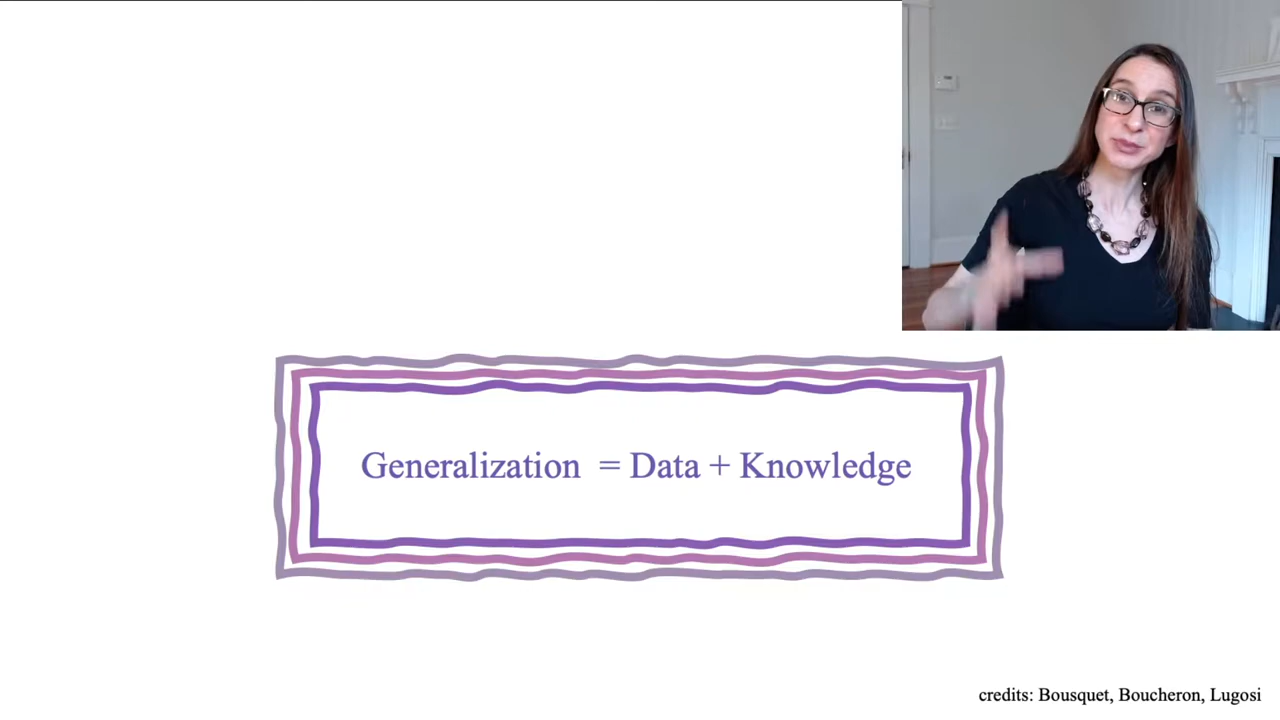 Generalization = Data + Knowledge
credits: Bousquet, Boucheron, Lugosi